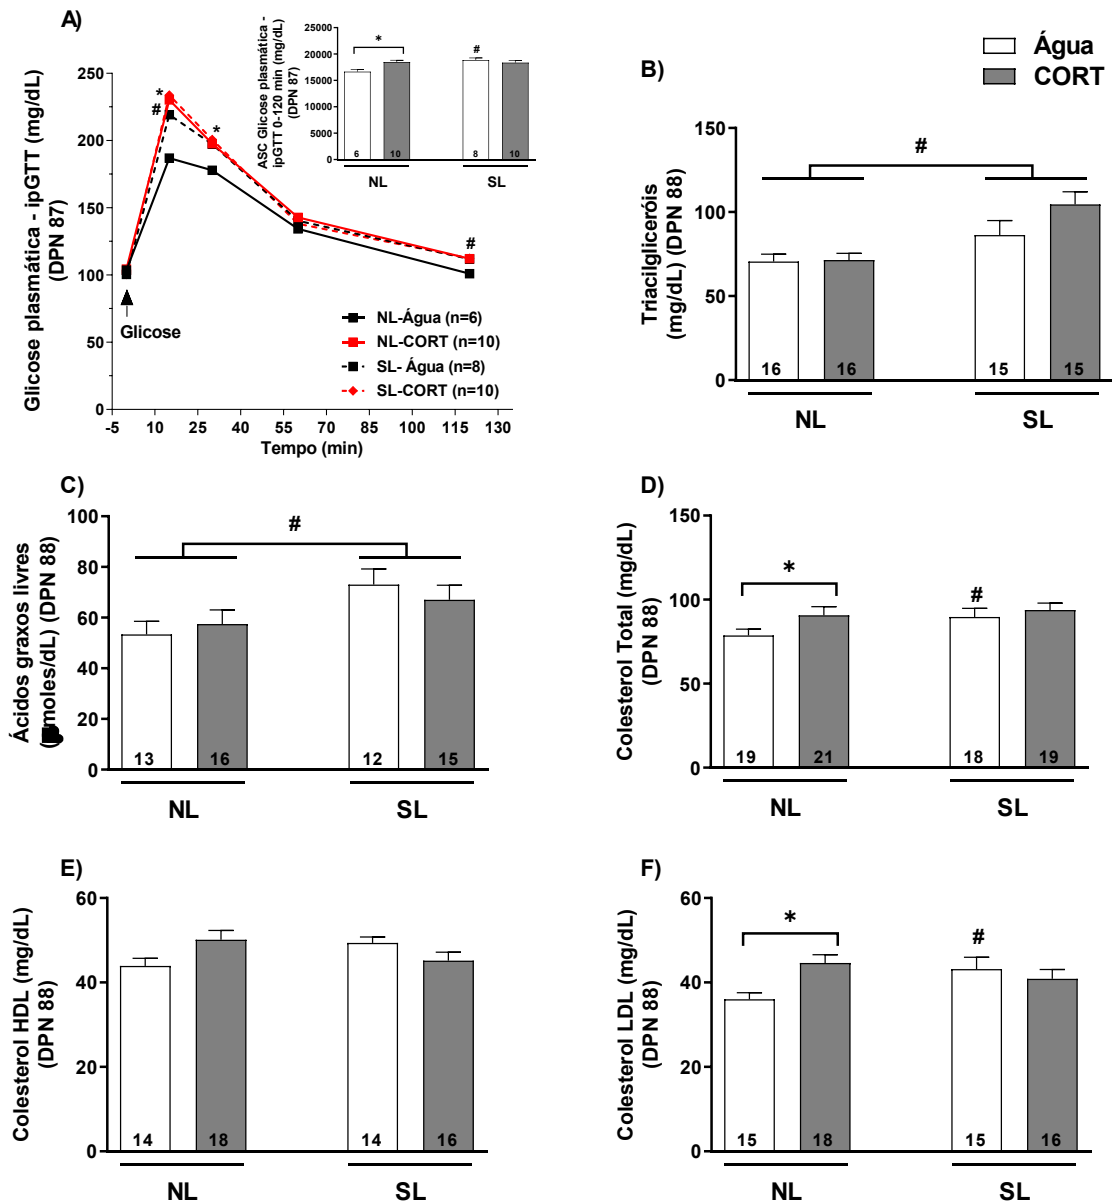 A)
Glicose plasmática - ipGTT (mg/dL)
(DPN 87)
250
200
150
100
50
0
-5 10 25 40 55 70 85 100 115 130
Tempo (min)
*
#
*
#
Glicose
NL-Água (n=6)
NL-CORT (n=10)
SL- Água (n=8)
SL-CORT (n=10)
ASC Glicose plasmática -
ipGTT 0-120 min (mg/dL)
(DPN 87)
25000
20000
15000
10000
5000
0
*
#
6 10 8 10
NL SL
Água
CORT
B)
Triacilgliceróis
(mg/dL) (DPN 88)
150
100
50
0
#
16 16 15 15
NL SL
C)
Ácidos graxos livres
moles/dL) (DPN 88)
100
80
60
40
20
0
#
13 16 12 15
NL SL
D)
Colesterol Total (mg/dL)
(DPN 88)
150
100
50
0
*
#
19 21 18 19
NL SL
E)
Colesterol HDL (mg/dL)
(DPN 88)
60
40
20
0
14 18 14 16
NL SL
F)
Colesterol LDL (mg/dL)
(DPN 88)
60
40
20
0
*
#
15 18 15 16
NL SL